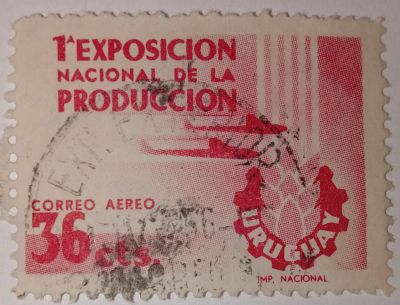 1ª EXPOSICION
NACIONAL DE LA
PRODUCCION
CORREO AEREO
36 cts.
URUGUAY
IMP. NACIONAL